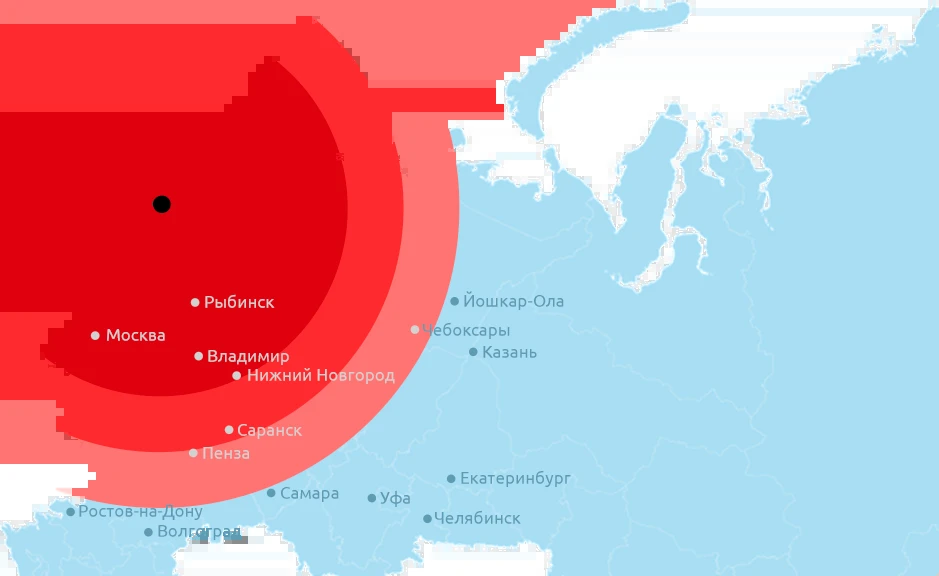 Рыбинск
Йошкар-Ола
Чебоксары
Москва
Казань
Владимир
Нижний Новгород
Саранск
Пенза
Екатеринбург
Самара
Уфа
Ростов-на-Дону
Челябинск
Волгоград